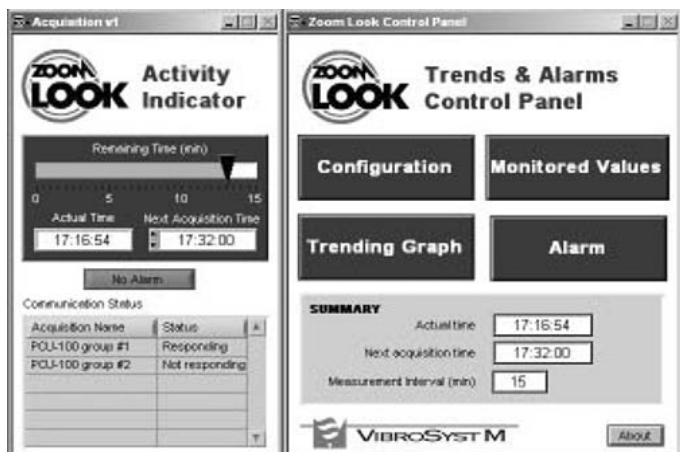 Acquisition v1
ZOOM
LOOK
Activity
Indicator
Remaining Time (min)
0 5 10 15
Actual Time Next Acquisition Time
17:16:54 17:32:00
No Alarm
Communication Status
Acquisition Name Status
PCU-100 group #1 Responding
PCU-100 group #2 Not responding
Zoom Look Control Panel
ZOOM
LOOK
Trends & Alarms
Control Panel
Configuration Monitored Values
Trending Graph Alarm
SUMMARY
Actual time 17:16:54
Next acquisition time 17:32:00
Measurement Interval (min) 15
VIBROSYSTM
About